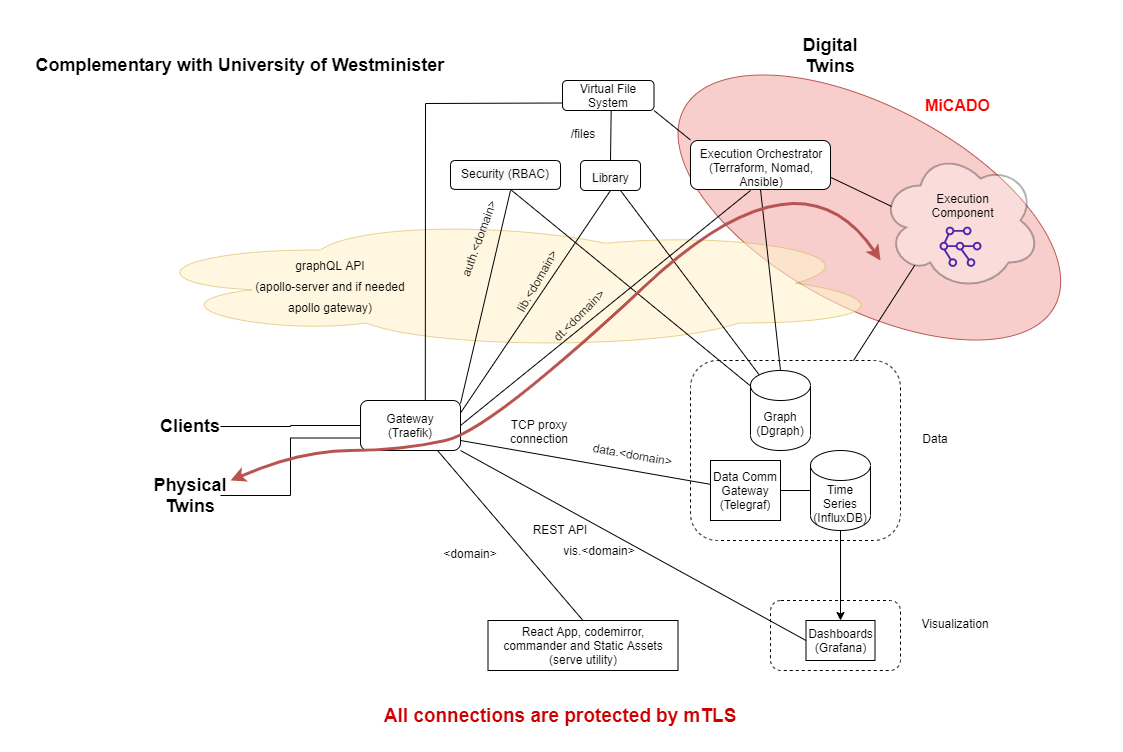 Digital
Twins
Complementary with University of Westminister
MiCADO
Virtual File
System
/files
Execution Orchestrator
(Terraform, Nomad,
Ansible)
Security (RBAC)
Library
Execution
Component
auth.<domain>
lib.<domain>
dt.<domain>
graphQL API
(apollo-server and if needed
apollo gateway)
Clients
Gateway
(Traefik)
Graph
(Dgraph)
TCP proxy
connection
data.<domain>
Data
Physical
Twins
Data Comm
Gateway
(Telegraf)
Time
Series
(InfluxDB)
REST API
vis.<domain>
<domain>
React App, codemirror,
commander and Static Assets
(serve utility)
Dashboards
(Grafana)
Visualization
All connections are protected by mTLS